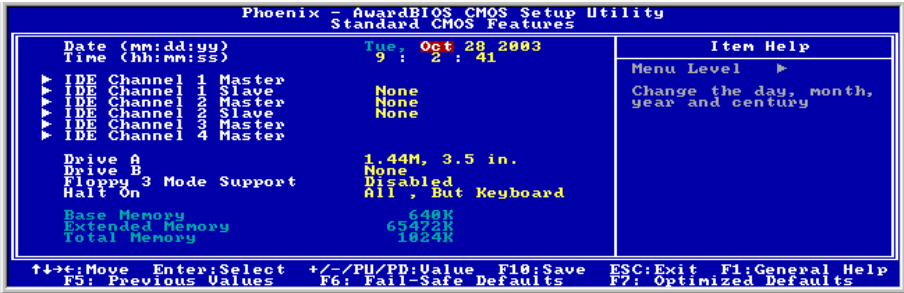 Phoenix - AwardBIOS CMOS Setup Utility
Standard CMOS Features
Date (mm:dd:yy) Tue, Oct 28 2003
Time (hh:mm:ss) 9 : 2 : 41
► IDE Channel 1 Master
► IDE Channel 1 Slave None
► IDE Channel 2 Master None
► IDE Channel 2 Slave None
► IDE Channel 3 Master
► IDE Channel 4 Master
Drive A 1.44M, 3.5 in.
Drive B None
Floppy 3 Mode Support Disabled
Halt On All , But Keyboard
Base Memory 640K
Extended Memory 65472K
Total Memory 1024K
Item Help
Menu Level ►
Change the day, month,
year and century
↑↓→←:Move Enter:Select +/-/PU/PD:Value F10:Save ESC:Exit F1:General Help
F5: Previous Values F6: Fail-Safe Defaults F7: Optimized Defaults